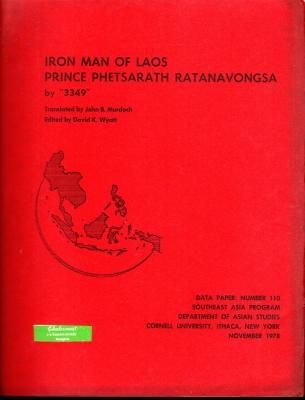 IRON MAN OF LAOS
PRINCE PHETSARATH RATANAVONGSA
by "3349"
Translated by John B. Murdoch
Edited by David K. Wyatt
DATA PAPER: NUMBER 110
SOUTHEAST ASIA PROGRAM
DEPARTMENT OF ASIAN STUDIES
CORNELL UNIVERSITY, ITHACA, NEW YORK
NOVEMBER 1978